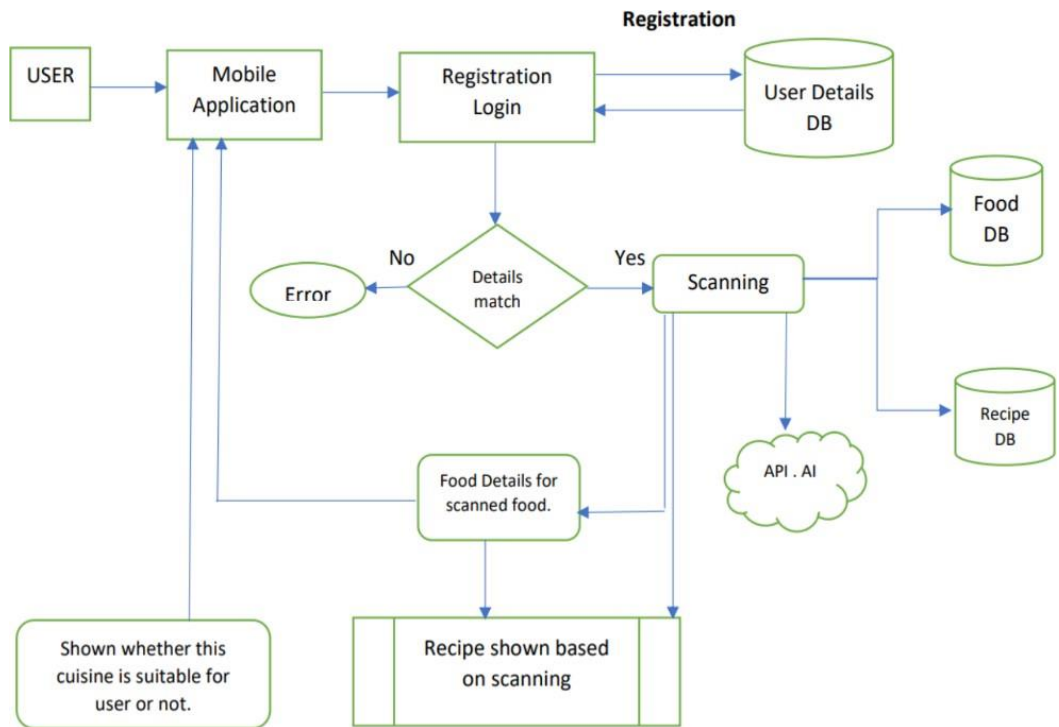 Registration
USER
Mobile
Application
Registration
Login
User Details
DB
Food
DB
No
Yes
Details
match
Error
Scanning
Recipe
DB
API . AI
Food Details for
scanned food.
Shown whether this
cuisine is suitable for
user or not.
Recipe shown based
on scanning